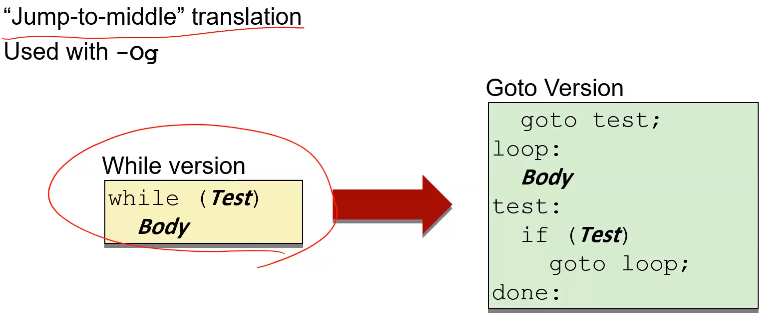 “Jump-to-middle” translation
Used with -Og
Goto Version
goto test;
loop:
Body
test:
if (Test)
goto loop;
done:
While version
while (Test)
Body